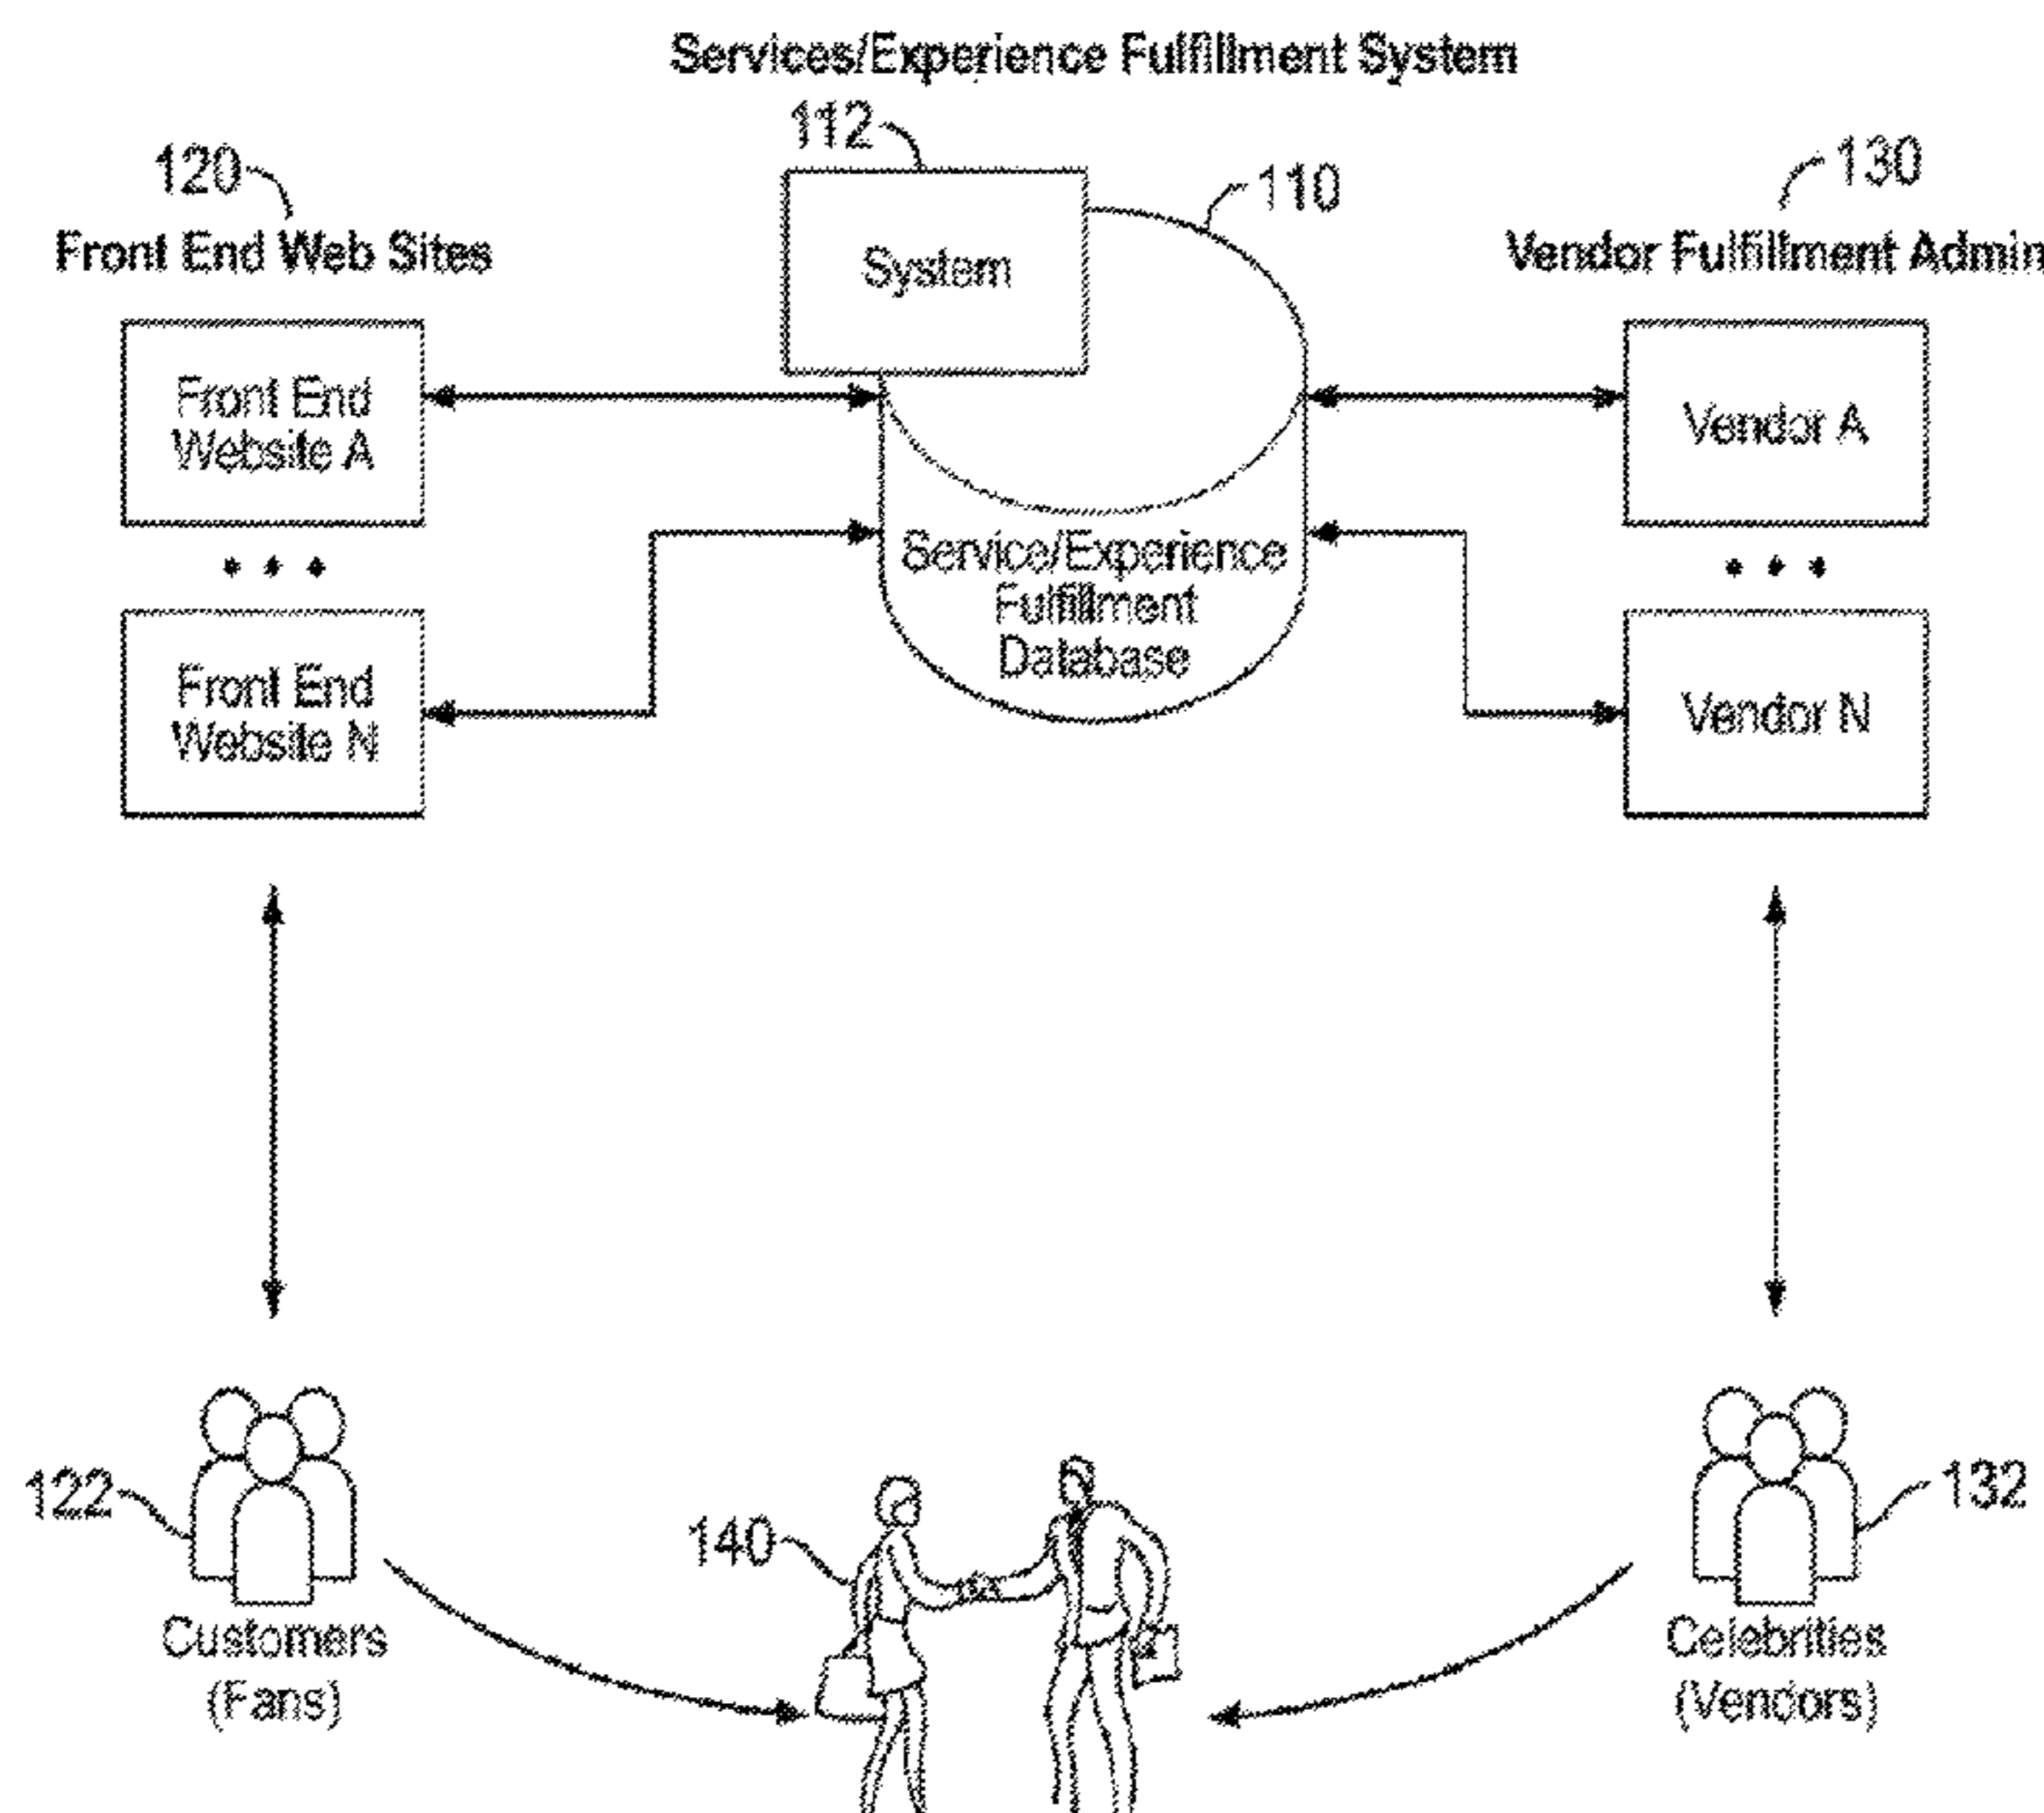 Services/Experience Fulfillment System
112
120
110
130
Front End Web Sites
System
Vendor Fulfillment Admin
Front End
Website A
Vendor A
Service/Experience
Fulfillment
Database
Front End
Website N
Vendor N
122
140
132
Customers
(Fans)
Celebrities
(Vendors)